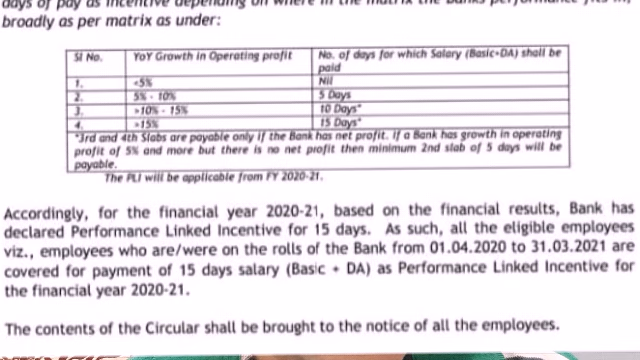 days of pay as incentive depending on where in the matrix the banks performance fits in,
broadly as per matrix as under:
Sl No. YoY Growth in Operating profit No. of days for which Salary (Basic+DA) shall be
paid
1. <5% Nil
2. 5% - 10% 5 Days
3. >10% - 15% 10 Days*
4. >15% 15 Days*
*3rd and 4th Slabs are payable only if the Bank has net profit. If a Bank has growth in operating
profit of 5% and more but there is no net profit then minimum 2nd slab of 5 days will be
payable.
The PLI will be applicable from FY 2020-21.
Accordingly, for the financial year 2020-21, based on the financial results, Bank has
declared Performance Linked Incentive for 15 days. As such, all the eligible employees
viz., employees who are/were on the rolls of the Bank from 01.04.2020 to 31.03.2021 are
covered for payment of 15 days salary (Basic + DA) as Performance Linked Incentive for
the financial year 2020-21.
The contents of the Circular shall be brought to the notice of all the employees.